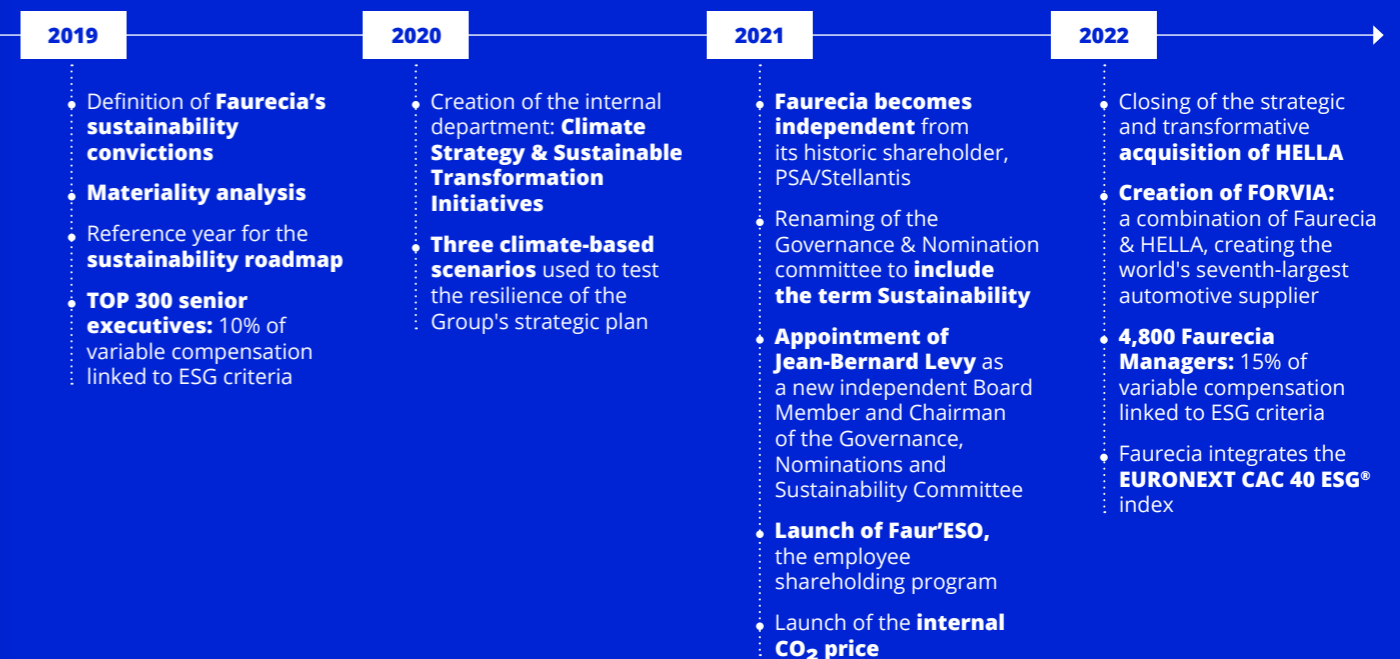 2019
Definition of Faurecia’s
sustainability
convictions
Materiality analysis
Reference year for the
sustainability roadmap
TOP 300 senior
executives: 10% of
variable compensation
linked to ESG criteria
2020
Creation of the internal
department: Climate
Strategy & Sustainable
Transformation
Initiatives
Three climate-based
scenarios used to test
the resilience of the
Group's strategic plan
2021
Faurecia becomes
independent from
its historic shareholder,
PSA/Stellantis
Renaming of the
Governance & Nomination
committee to include
the term Sustainability
Appointment of
Jean-Bernard Levy as
a new independent Board
Member and Chairman
of the Governance,
Nominations and
Sustainability Committee
Launch of Faur’ESO,
the employee
shareholding program
Launch of the internal
CO₂ price
2022
Closing of the strategic
and transformative
acquisition of HELLA
Creation of FORVIA:
a combination of Faurecia
& HELLA, creating the
world's seventh-largest
automotive supplier
4,800 Faurecia
Managers: 15% of
variable compensation
linked to ESG criteria
Faurecia integrates the
EURONEXT CAC 40 ESG®
index